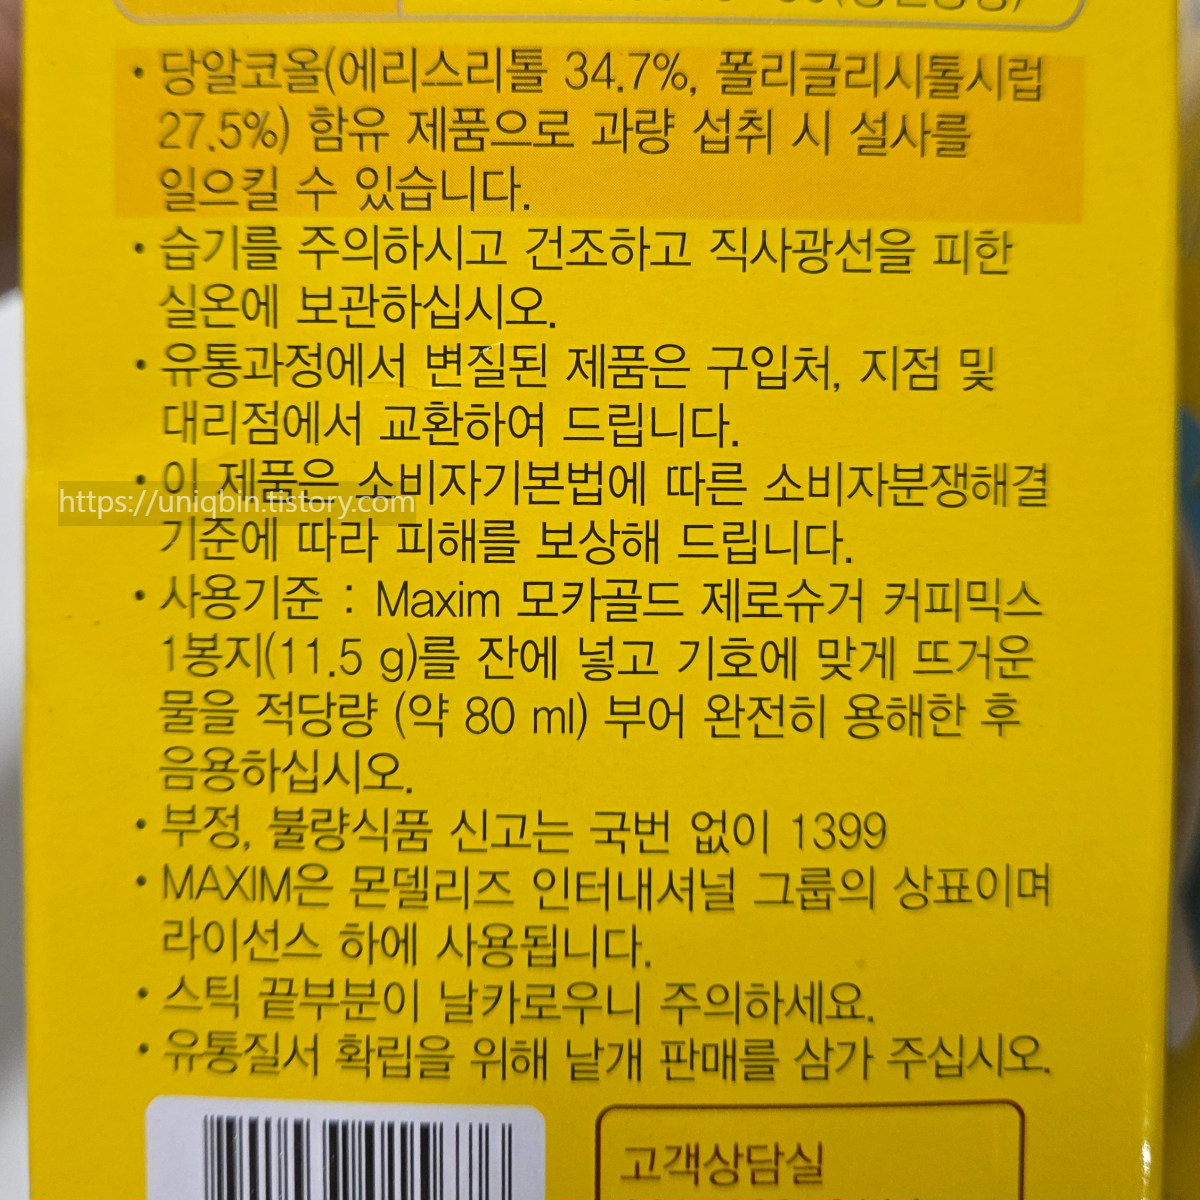 • 당알코올(에리스리톨 34.7%, 폴리글리시톨시럽
27.5%) 함유 제품으로 과량 섭취 시 설사를
일으킬 수 있습니다.
• 습기를 주의하시고 건조하고 직사광선을 피한
실온에 보관하십시오.
• 유통과정에서 변질된 제품은 구입처, 지점 및
대리점에서 교환하여 드립니다.
• 이 제품은 소비자기본법에 따른 소비자분쟁해결
https://uniqbin.tistory.com
기준에 따라 피해를 보상해 드립니다.
• 사용기준 : Maxim 모카골드 제로슈거 커피믹스
1봉지(11.5 g)를 잔에 넣고 기호에 맞게 뜨거운
물을 적당량 (약 80 ml) 부어 완전히 용해한 후
음용하십시오.
• 부정, 불량식품 신고는 국번 없이 1399
• MAXIM은 몬델리즈 인터내셔널 그룹의 상표이며
라이선스 하에 사용됩니다.
• 스틱 끝부분이 날카로우니 주의하세요.
• 유통질서 확립을 위해 낱개 판매를 삼가 주십시오.
고객상담실